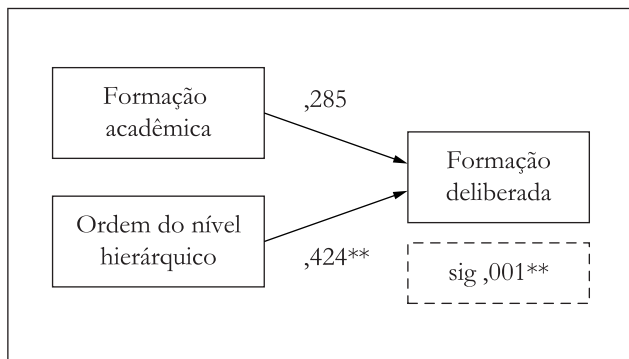 Formação
acadêmica
,285
Formação
deliberada
Ordem do nível
hierárquico
,424**
sig ,001**